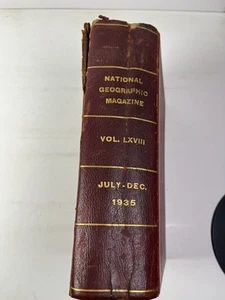 NATIONAL
GEOGRAPHIC
MAGAZINE
VOL. LXVIII
JULY-DEC.
1935